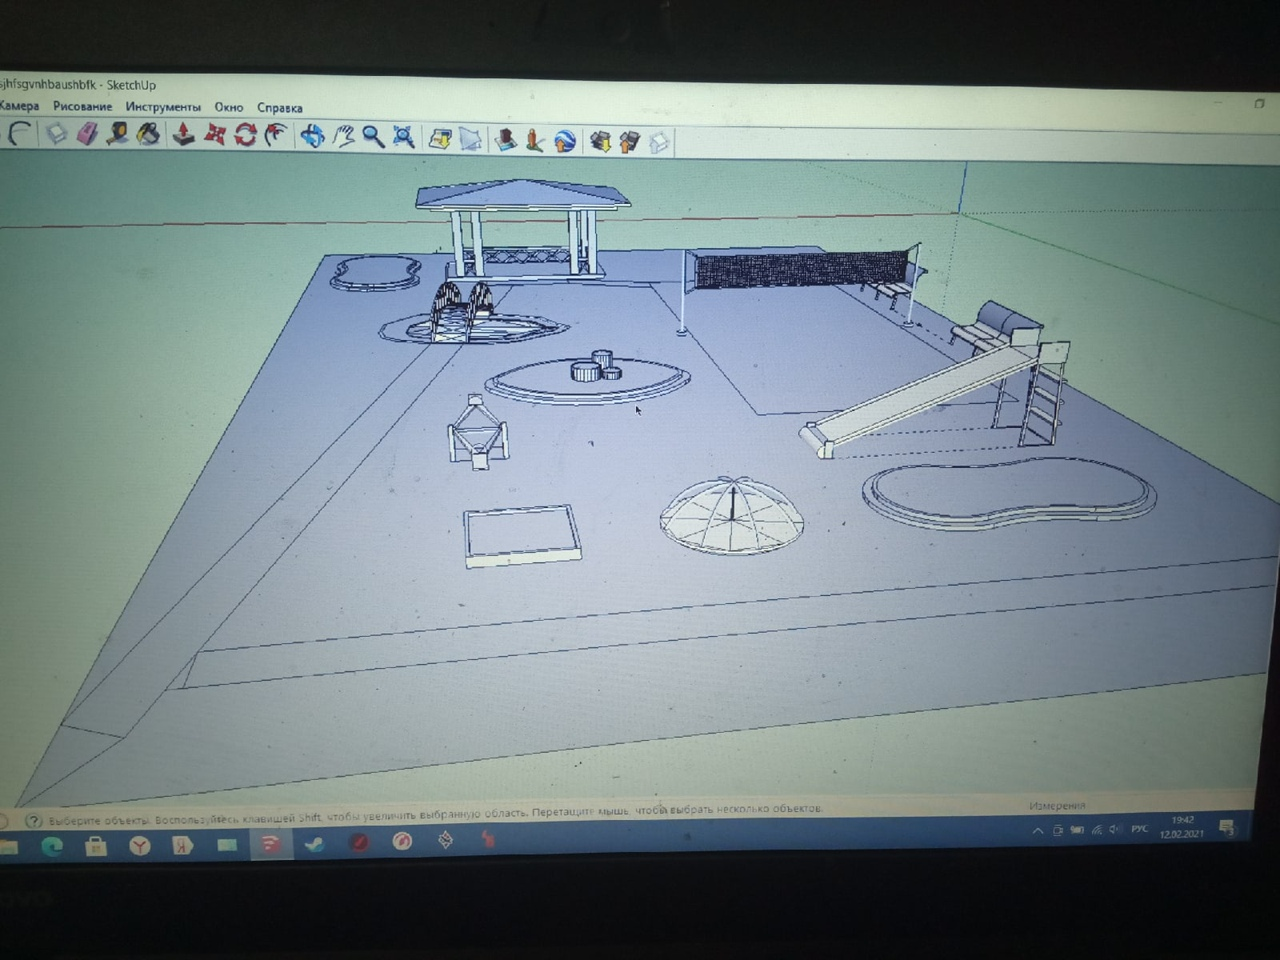 sjhfsgvnhbaushbfk - SketchUp
Камера Рисование Инструменты Окно Справка
Выберите объекты. Воспользуйтесь клавишей Shift, чтобы увеличить выбранную область. Перетащите мышь, чтобы выбрать несколько объектов.
Измерения
РУС
19:42
12.02.2021